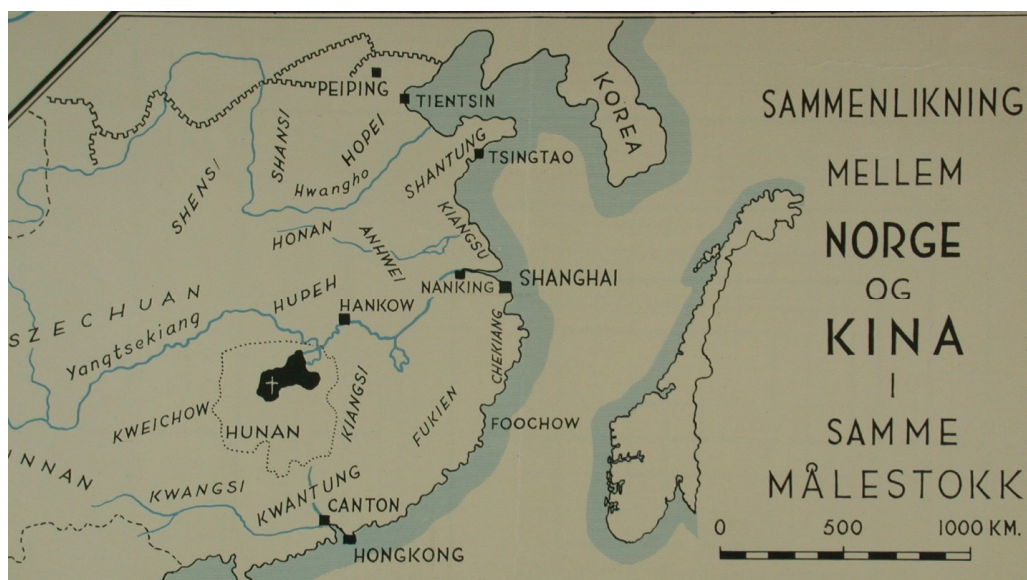 PEIPING
TIENTSIN
KOREA
SHANSI
HOPEI
SHANTUNG
TSINGTAO
SHENSI
Hwangho
HONAN
ANHWEI
KIANGSU
NANKING
SHANGHAI
SZECHUAN
HUPEH
HANKOW
Yangtsekiang
CHEKIANG
KWEICHOW
HUNAN
KIANGSI
FUKIEN
FOOCHOW
NNAN
KWANGSI
KWANTUNG
CANTON
HONGKONG
SAMMENLIKNING
MELLEM
NORGE
OG
KINA
I
SAMME
MÅLESTOKK
0 500 1000 KM.